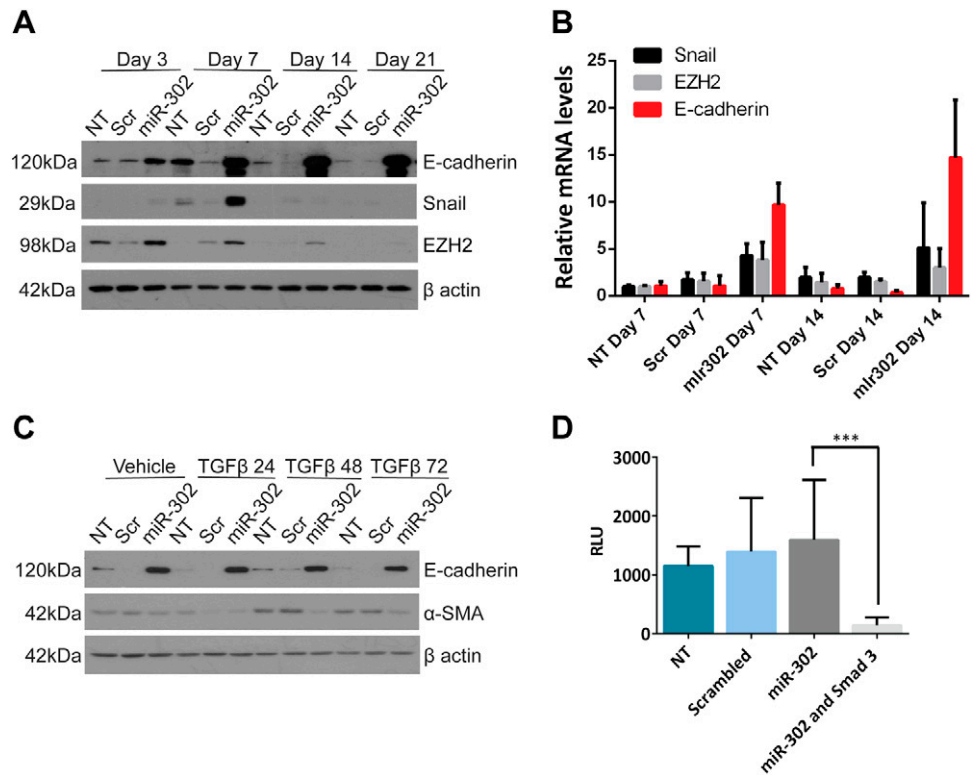 A
Day 3 Day 7 Day 14 Day 21
NT Scr miR-302 NT Scr miR-302 NT Scr miR-302 NT Scr miR-302
120kDa E-cadherin
29kDa Snail
98kDa EZH2
42kDa β actin
B
Relative mRNA levels
25
20
15
10
5
0
Snail
EZH2
E-cadherin
NT Day 7
Scr Day 7
mIr302 Day 7
NT Day 14
Scr Day 14
mIr302 Day 14
C
Vehicle TGFβ 24 TGFβ 48 TGFβ 72
NT Scr miR-302 NT Scr miR-302 NT Scr miR-302 NT Scr miR-302
120kDa E-cadherin
42kDa α-SMA
42kDa β actin
D
RLU
3000
2000
1000
0
***
NT
Scrambled
miR-302
miR-302 and Smad 3